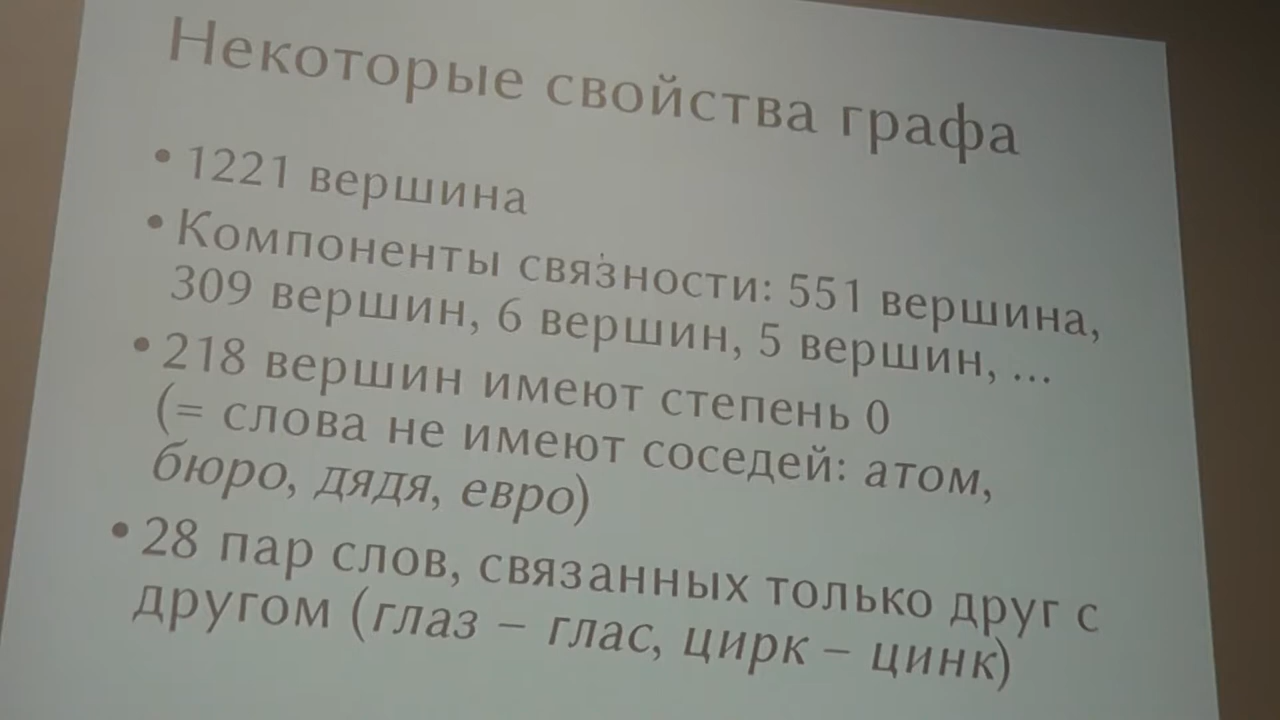 Некоторые свойства графа
• 1221 вершина
• Компоненты связности: 551 вершина,
309 вершин, 6 вершин, 5 вершин, ...
• 218 вершин имеют степень 0
(= слова не имеют соседей: атом,
бюро, дядя, евро)
• 28 пар слов, связанных только друг с
другом (глаз – глас, цирк – цинк)